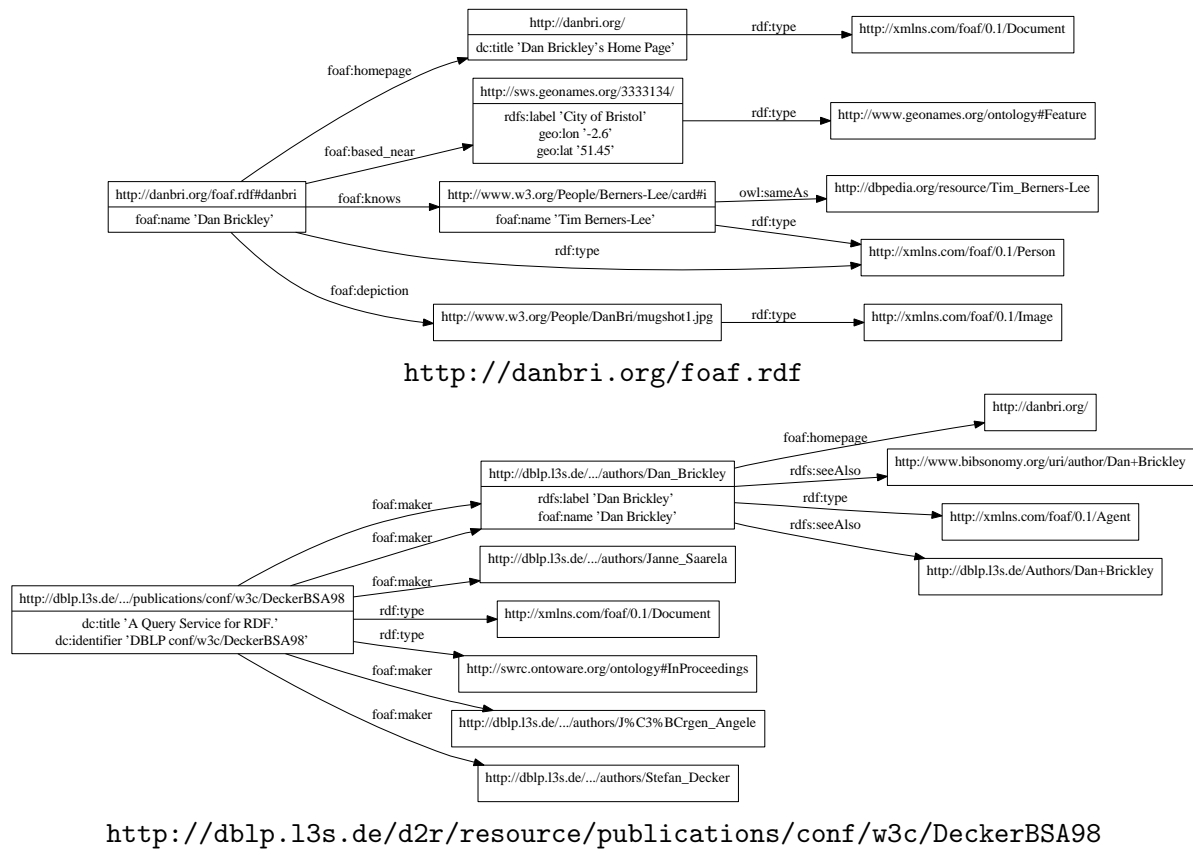 http://danbri.org/
dc:title 'Dan Brickley's Home Page'
rdf:type
http://xmlns.com/foaf/0.1/Document
foaf:homepage
http://sws.geonames.org/3333134/
rdfs:label 'City of Bristol'
geo:lon '-2.6'
geo:lat '51.45'
rdf:type
http://www.geonames.org/ontology#Feature
foaf:based_near
http://danbri.org/foaf.rdf#danbri
foaf:name 'Dan Brickley'
foaf:knows
http://www.w3.org/People/Berners-Lee/card#i
foaf:name 'Tim Berners-Lee'
owl:sameAs
http://dbpedia.org/resource/Tim_Berners-Lee
rdf:type
http://xmlns.com/foaf/0.1/Person
rdf:type
foaf:depiction
http://www.w3.org/People/DanBri/mugshot1.jpg
rdf:type
http://xmlns.com/foaf/0.1/Image
http://danbri.org/foaf.rdf
http://danbri.org/
foaf:homepage
http://dblp.l3s.de/.../authors/Dan_Brickley
rdfs:label 'Dan Brickley'
foaf:name 'Dan Brickley'
rdfs:seeAlso
http://www.bibsonomy.org/uri/author/Dan+Brickley
rdf:type
http://xmlns.com/foaf/0.1/Agent
rdfs:seeAlso
http://dblp.l3s.de/Authors/Dan+Brickley
foaf:maker
foaf:maker
foaf:maker
http://dblp.l3s.de/.../authors/Janne_Saarela
http://dblp.l3s.de/.../publications/conf/w3c/DeckerBSA98
dc:title 'A Query Service for RDF.'
dc:identifier 'DBLP conf/w3c/DeckerBSA98'
rdf:type
http://xmlns.com/foaf/0.1/Document
rdf:type
http://swrc.ontoware.org/ontology#InProceedings
foaf:maker
http://dblp.l3s.de/.../authors/J%C3%BCrgen_Angele
foaf:maker
http://dblp.l3s.de/.../authors/Stefan_Decker
http://dblp.l3s.de/d2r/resource/publications/conf/w3c/DeckerBSA98